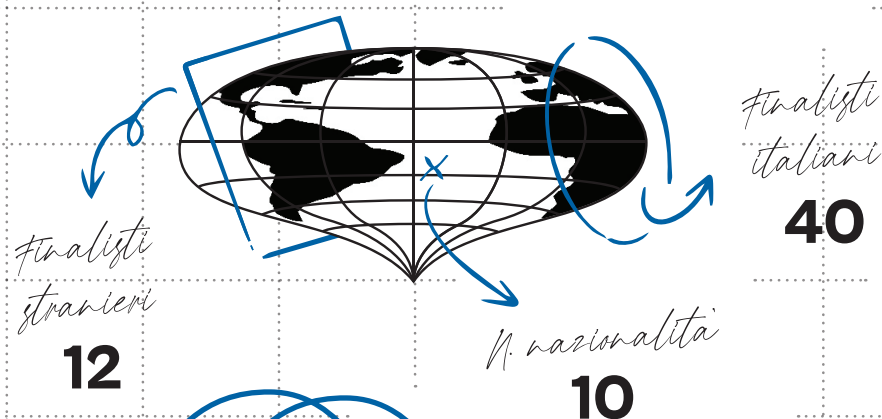 Finalisti
stranieri
12
N. nazionalità
10
Finalisti
italiani
40